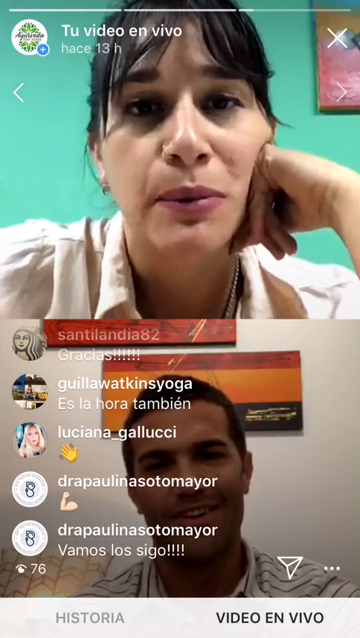 Ayurveda
Tu video en vivo
hace 13 h
santilandia82
Gracias!!!!!!
guillawatkinsyoga
Es la hora también
luciana_gallucci
👋
drapaulinasotomayor
💪🏻
drapaulinasotomayor
Vamos los sigo!!!!
76
HISTORIA
VIDEO EN VIVO